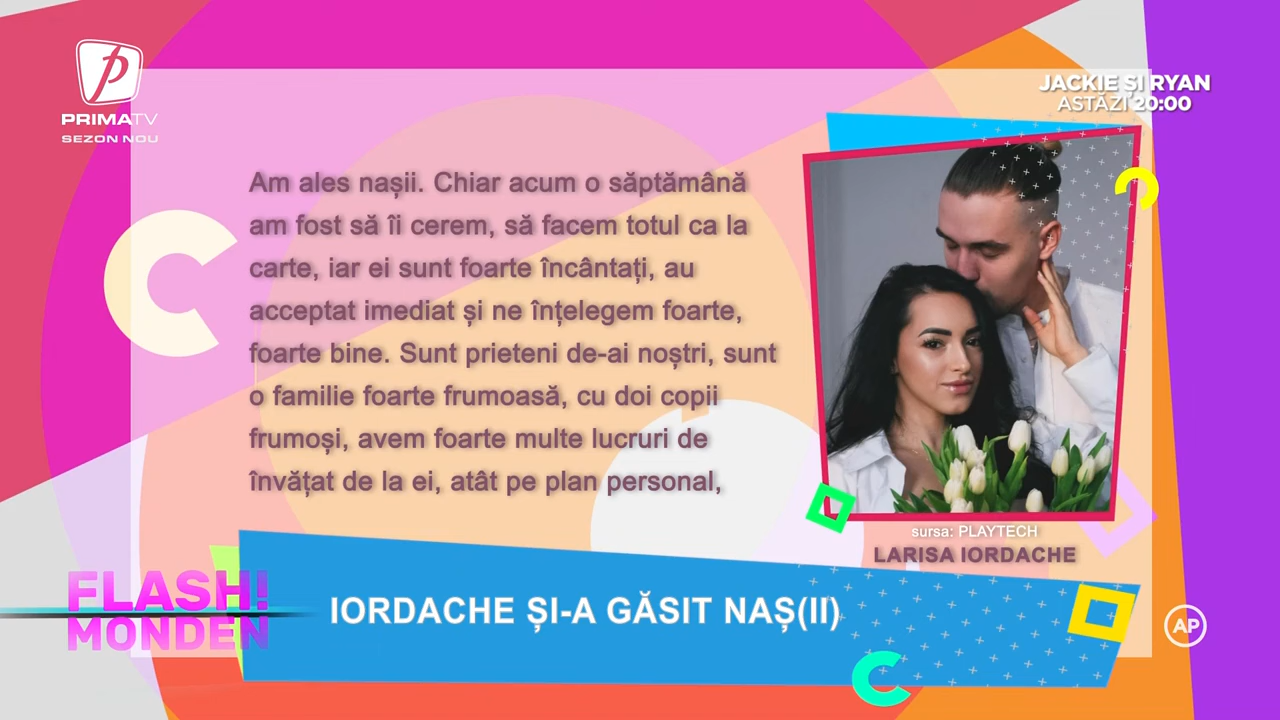 PRIMATV
SEZON NOU
JACKIE ȘI RYAN
ASTĂZI 20:00
Am ales nașii. Chiar acum o săptămână
am fost să îi cerem, să facem totul ca la
carte, iar ei sunt foarte încântați, au
acceptat imediat și ne înțelegem foarte,
foarte bine. Sunt prieteni de-ai noștri, sunt
o familie foarte frumoasă, cu doi copii
frumoși, avem foarte multe lucruri de
învățat de la ei, atât pe plan personal,
sursa: PLAYTECH
LARISA IORDACHE
FLASH!
MONDEN
IORDACHE ȘI-A GĂSIT NAȘ(II)
AP